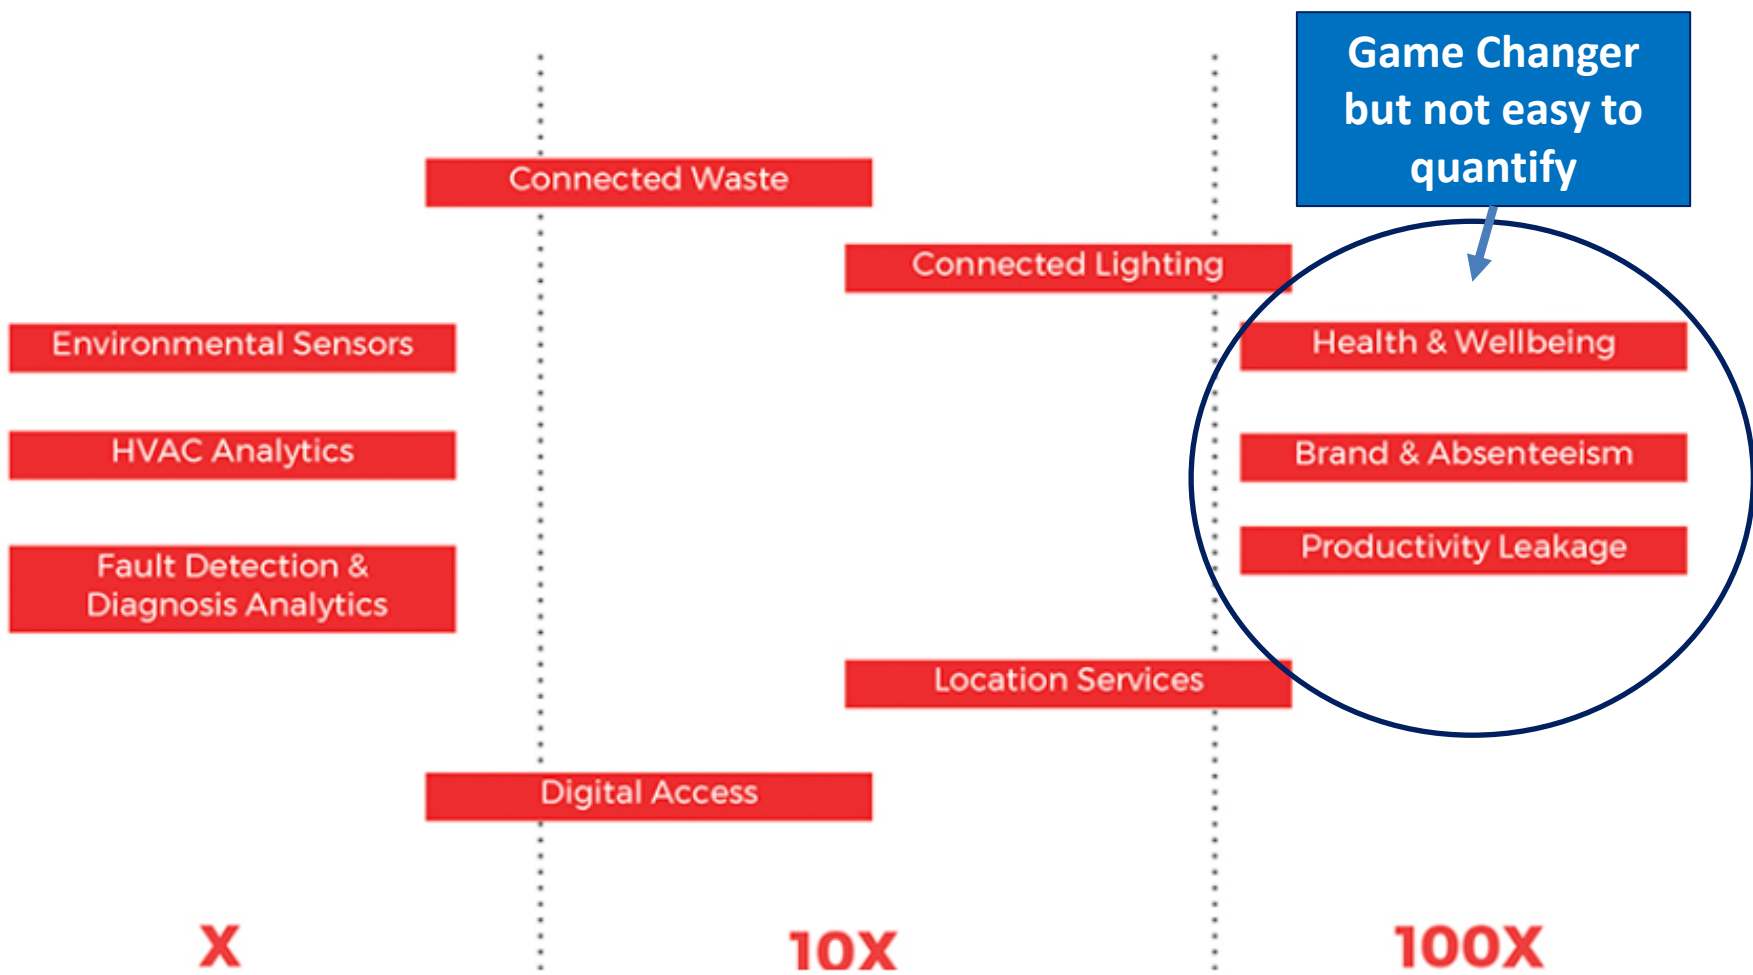 Game Changer
but not easy to
quantify
Connected Waste
Connected Lighting
Environmental Sensors
Health & Wellbeing
HVAC Analytics
Brand & Absenteeism
Fault Detection &
Diagnosis Analytics
Productivity Leakage
Location Services
Digital Access
X
10X
100X